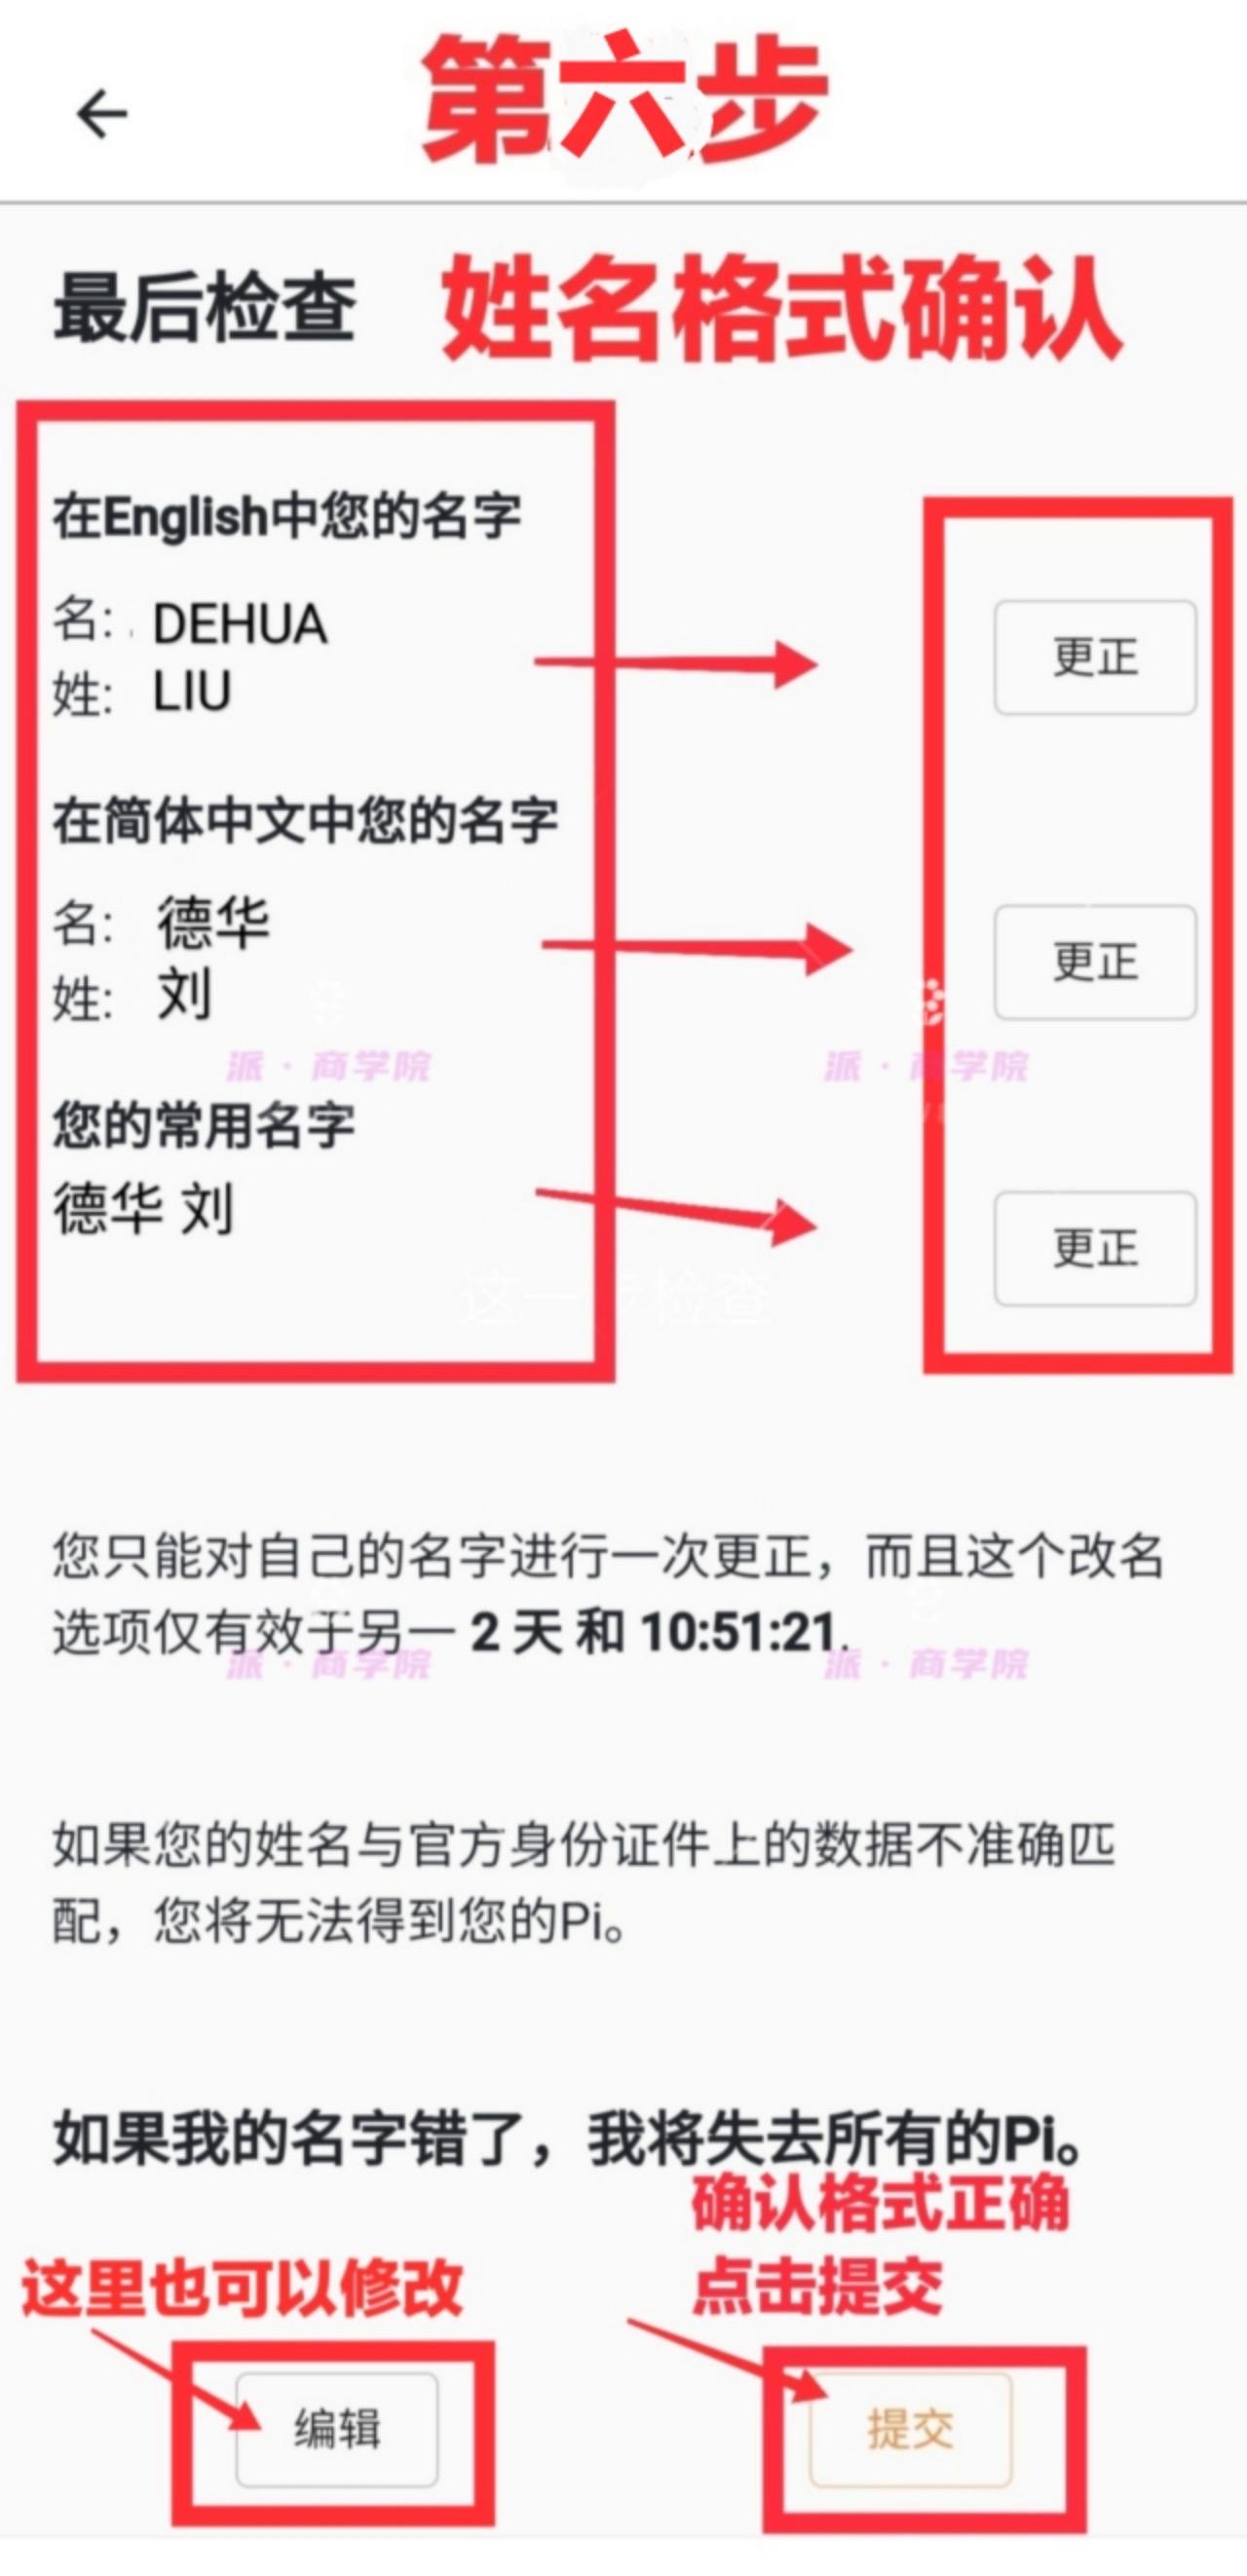 第六步
最后检查 姓名格式确认
在English中您的名字
名: DEHUA
姓: LIU
更正
在简体中文中您的名字
名: 德华
姓: 刘
更正
派·商学院 派·商学院
您的常用名字
德华 刘
更正
这一步检查
您只能对自己的名字进行一次更正，而且这个改名
选项仅有效于另一 2 天 和 10:51:21.
派·商学院 派·商学院
如果您的姓名与官方身份证件上的数据不准确匹
配，您将无法得到您的Pi。
如果我的名字错了，我将失去所有的Pi。
确认格式正确
点击提交
这里也可以修改
编辑 提交